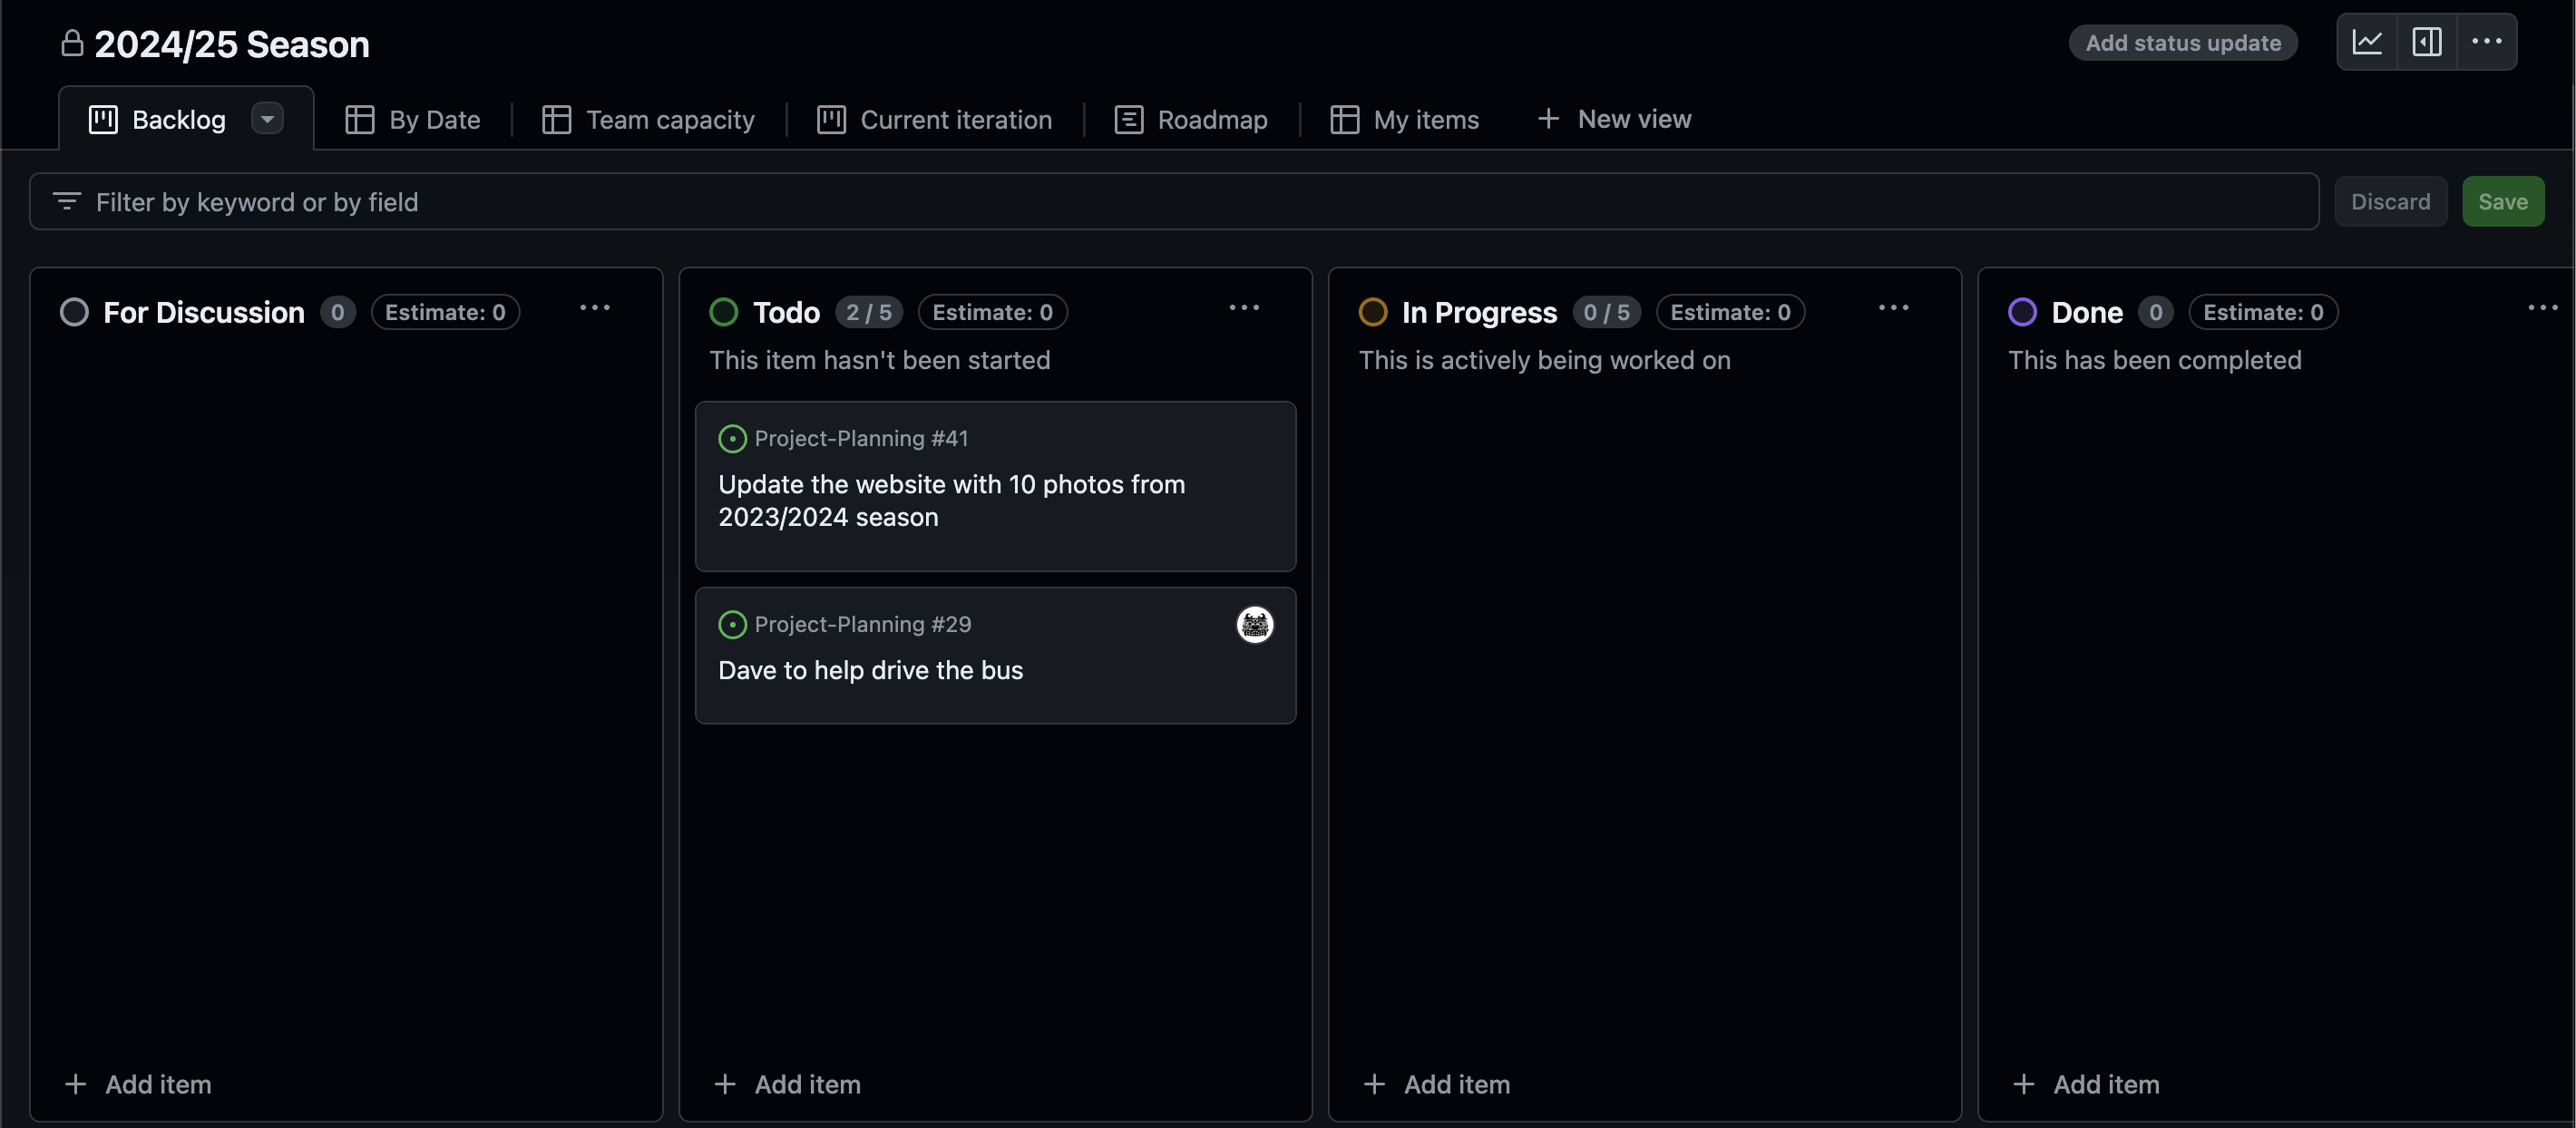 2024/25 Season
Add status update
Backlog
By Date
Team capacity
Current iteration
Roadmap
My items
New view
Filter by keyword or by field
Discard
Save
For Discussion 0 Estimate: 0
Todo 2 / 5 Estimate: 0
This item hasn't been started
Project-Planning #41
Update the website with 10 photos from
2023/2024 season
Project-Planning #29
Dave to help drive the bus
In Progress 0 / 5 Estimate: 0
This is actively being worked on
Done 0 Estimate: 0
This has been completed
Add item
Add item
Add item
Add item